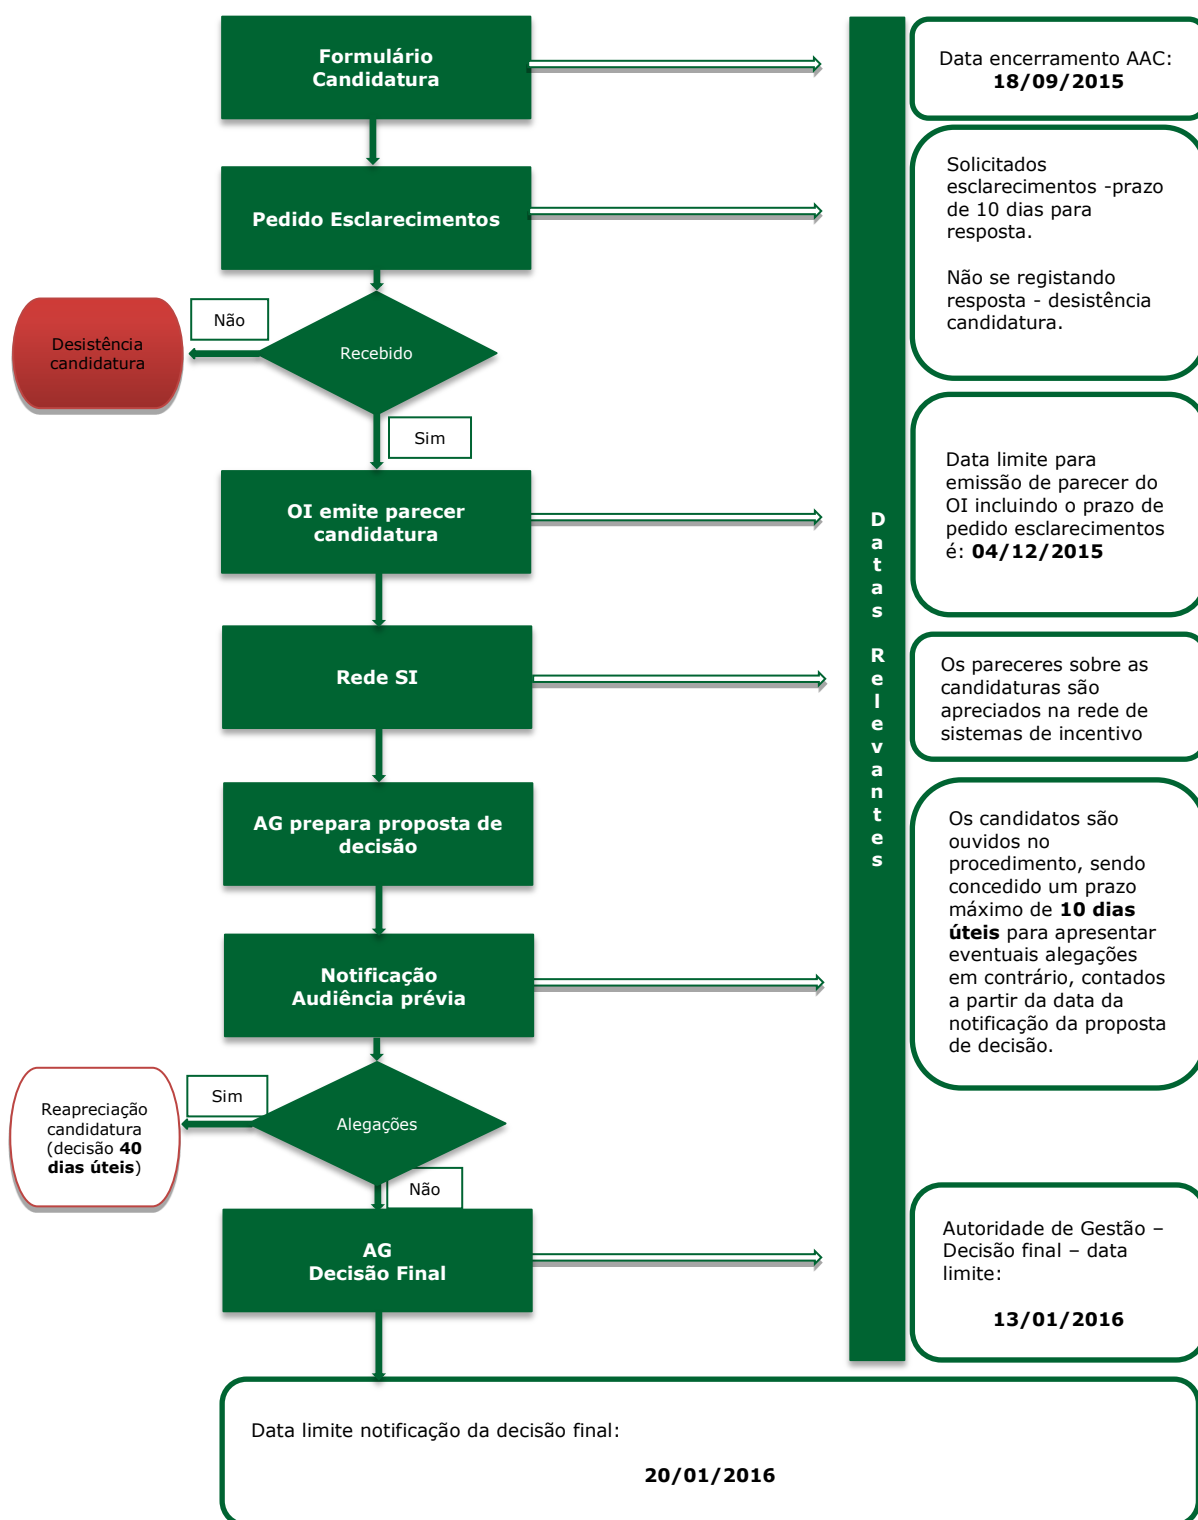 Formulário
Candidatura
Data encerramento AAC:
18/09/2015
Pedido Esclarecimentos
Solicitados
esclarecimentos -prazo
de 10 dias para
resposta.
Não se registando
resposta - desistência
candidatura.
Não
Desistência
candidatura
Recebido
Sim
OI emite parecer
candidatura
Data limite para
emissão de parecer do
OI incluindo o prazo de
pedido esclarecimentos
é: 04/12/2015
Datas Relevantes
Rede SI
Os pareceres sobre as
candidaturas são
apreciados na rede de
sistemas de incentivo
AG prepara proposta de
decisão
Os candidatos são
ouvidos no
procedimento, sendo
concedido um prazo
máximo de 10 dias
úteis para apresentar
eventuais alegações
em contrário, contados
a partir da data da
notificação da proposta
de decisão.
Notificação
Audiência prévia
Sim
Reapreciação
candidatura
(decisão 40
dias úteis)
Alegações
Não
AG
Decisão Final
Autoridade de Gestão –
Decisão final – data
limite:
13/01/2016
Data limite notificação da decisão final:
20/01/2016